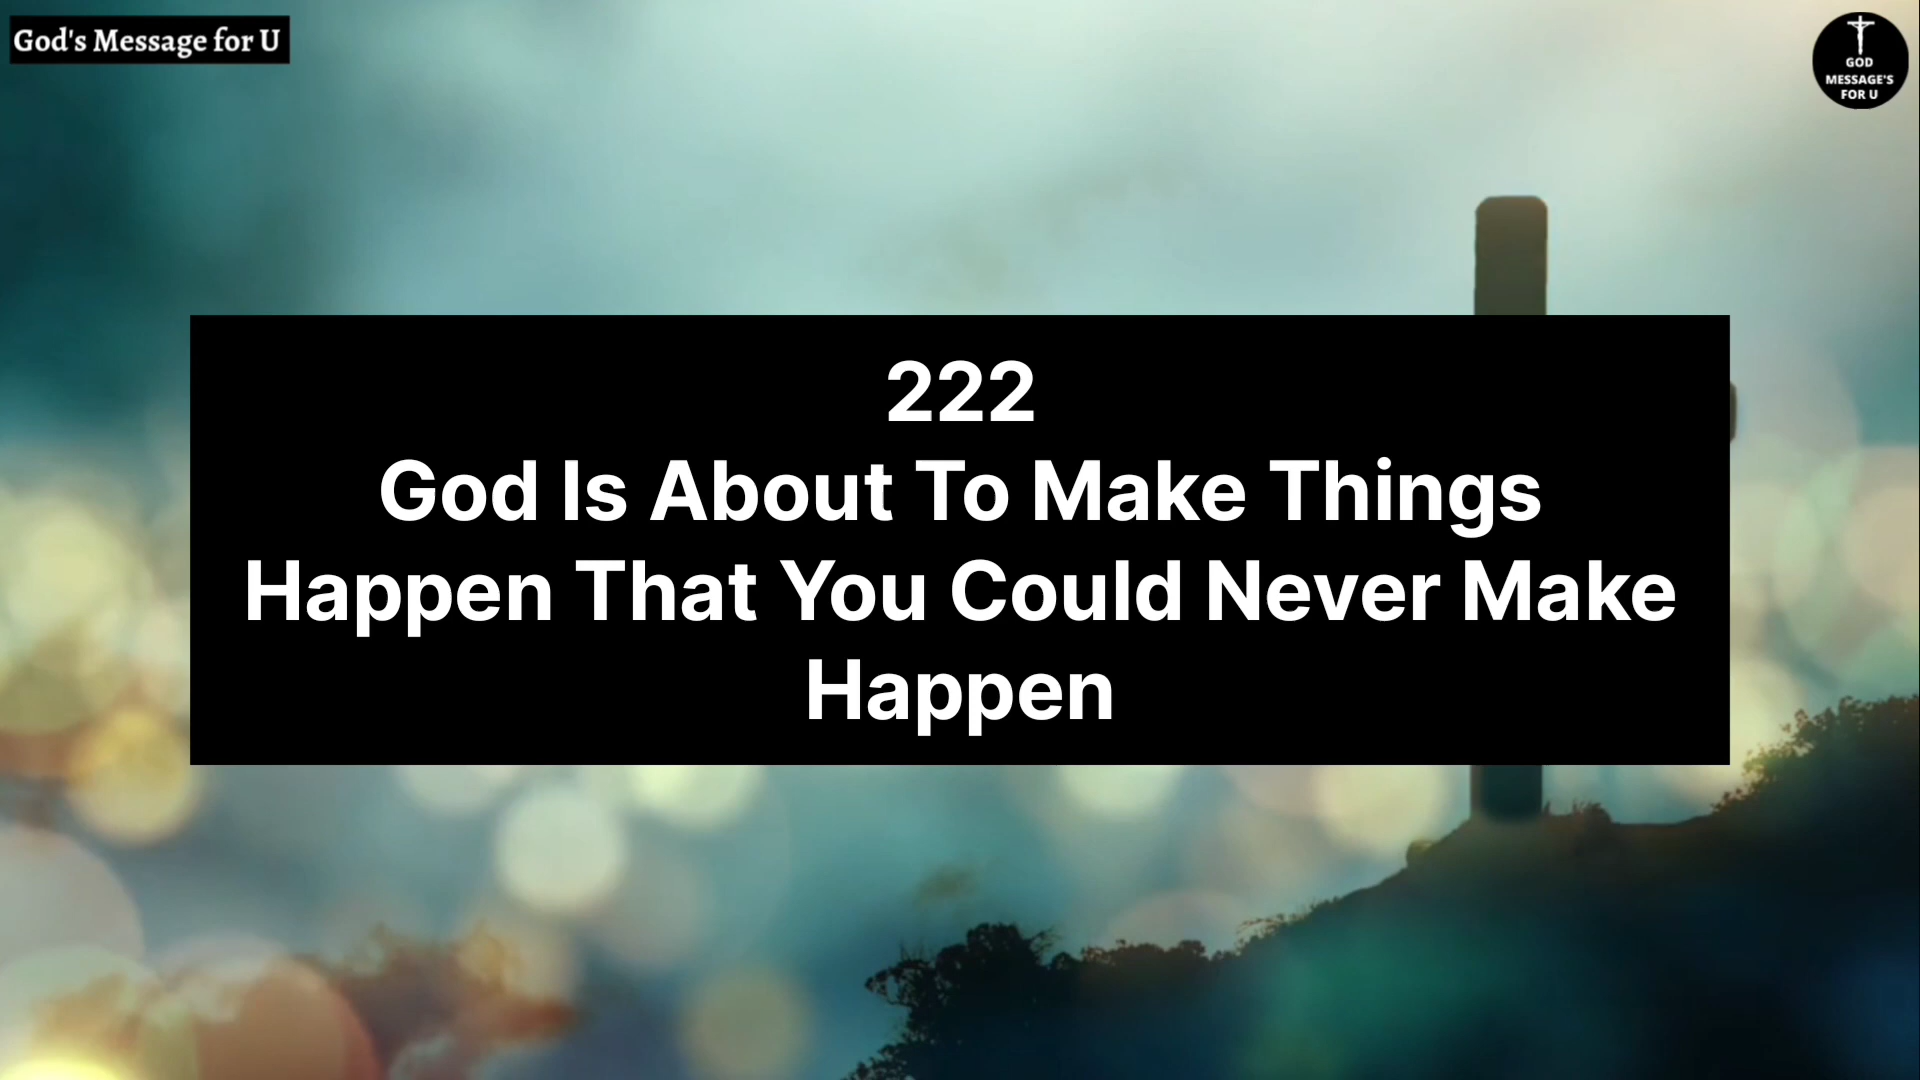 God's Message for U
GOD
MESSAGE'S
FOR U
222
God Is About To Make Things
Happen That You Could Never Make
Happen